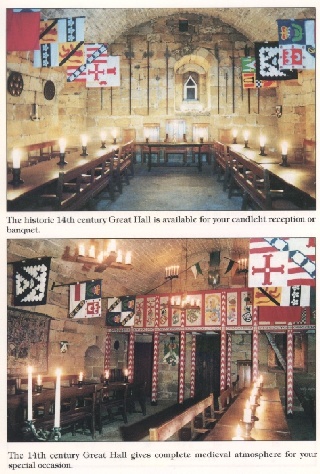 The historic 14th century Great Hall is available for your candlelit reception or
banquet.
The 14th century Great Hall gives complete medieval atmosphere for your
special occasion.